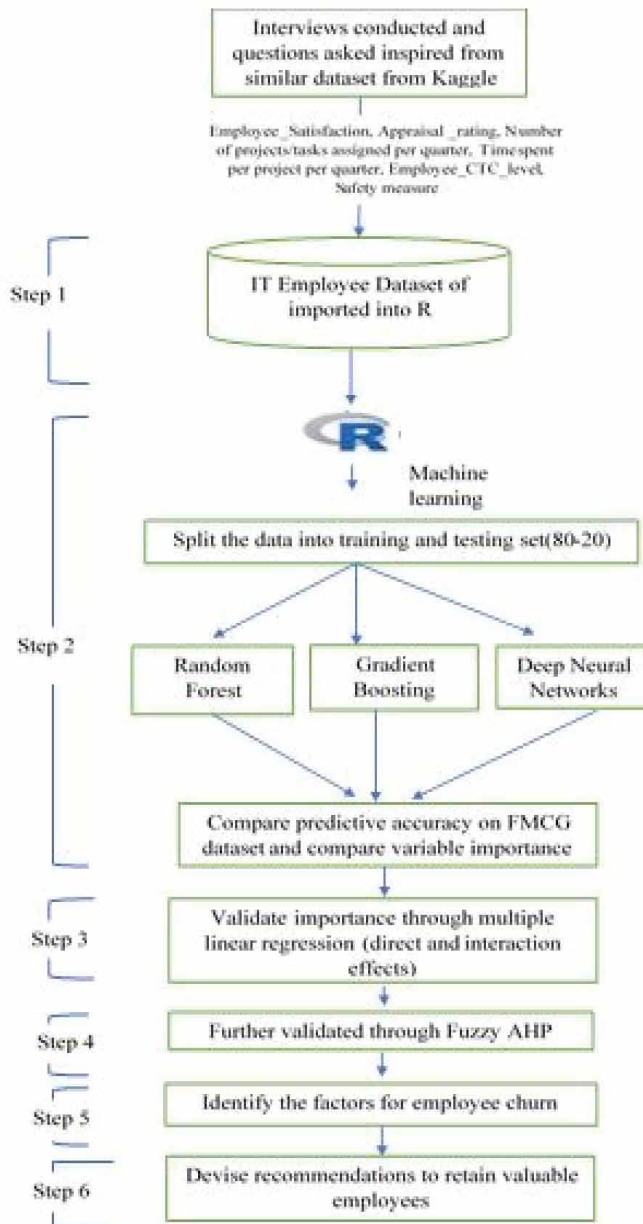 Interviews conducted and
questions asked inspired from
similar dataset from Kaggle
Employee_Satisfaction, Appraisal _rating, Number
of projects/tasks assigned per quarter, Time spent
per project per quarter, Employee_CTC_level,
Safety measure
Step 1
IT Employee Dataset of
imported into R
R
Machine
learning
Split the data into training and testing set(80-20)
Step 2
Random
Forest
Gradient
Boosting
Deep Neural
Networks
Compare predictive accuracy on FMCG
dataset and compare variable importance
Step 3
Validate importance through multiple
linear regression (direct and interaction
effects)
Step 4
Further validated through Fuzzy AHP
Step 5
Identify the factors for employee churn
Step 6
Devise recommendations to retain valuable
employees